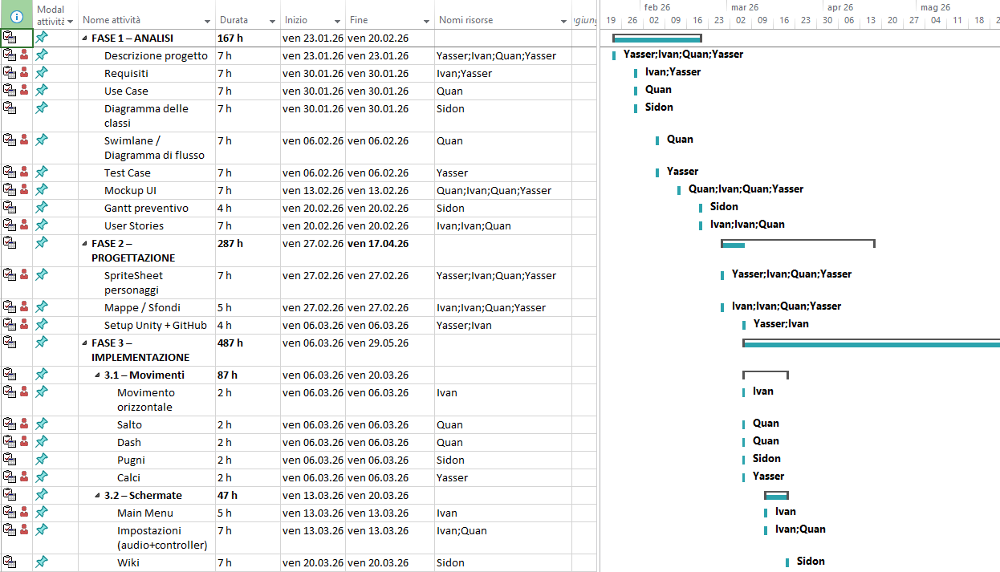 feb 26 mar 26 apr 26 mag 26
Modal attività Nome attività Durata Inizio Fine Nomi risorse 19 26 02 09 16 23 02 09 16 23 30 06 13 20 27 04 11 18
FASE 1 – ANALISI 167 h ven 23.01.26 ven 20.02.26
Descrizione progetto 7 h ven 23.01.26 ven 23.01.26 Yasser;Ivan;Quan;Yasser Yasser;Ivan;Quan;Yasser
Requisiti 7 h ven 30.01.26 ven 30.01.26 Ivan;Yasser Ivan;Yasser
Use Case 7 h ven 30.01.26 ven 30.01.26 Quan Quan
Diagramma delle 7 h ven 30.01.26 ven 30.01.26 Sidon Sidon
classi
Swimlane / 7 h ven 06.02.26 ven 06.02.26 Quan Quan
Diagramma di flusso
Test Case 7 h ven 06.02.26 ven 06.02.26 Yasser Yasser
Mockup UI 7 h ven 13.02.26 ven 13.02.26 Quan;Ivan;Quan;Yasser Quan;Ivan;Quan;Yasser
Gantt preventivo 4 h ven 20.02.26 ven 20.02.26 Sidon Sidon
User Stories 7 h ven 20.02.26 ven 20.02.26 Ivan;Ivan;Quan Ivan;Ivan;Quan
FASE 2 – 287 h ven 27.02.26 ven 17.04.26
PROGETTAZIONE
SpriteSheet 7 h ven 27.02.26 ven 27.02.26 Yasser;Ivan;Quan;Yasser Yasser;Ivan;Quan;Yasser
personaggi
Mappe / Sfondi 5 h ven 27.02.26 ven 27.02.26 Ivan;Ivan;Quan;Yasser Ivan;Ivan;Quan;Yasser
Setup Unity + GitHub 4 h ven 06.03.26 ven 06.03.26 Yasser;Ivan Yasser;Ivan
FASE 3 – 487 h ven 06.03.26 ven 29.05.26
IMPLEMENTAZIONE
3.1 – Movimenti 87 h ven 06.03.26 ven 20.03.26
Movimento 2 h ven 06.03.26 ven 06.03.26 Ivan Ivan
orizzontale
Salto 2 h ven 06.03.26 ven 06.03.26 Quan Quan
Dash 2 h ven 06.03.26 ven 06.03.26 Quan Quan
Pugni 2 h ven 06.03.26 ven 06.03.26 Sidon Sidon
Calci 2 h ven 06.03.26 ven 06.03.26 Yasser Yasser
3.2 – Schermate 47 h ven 13.03.26 ven 20.03.26
Main Menu 5 h ven 13.03.26 ven 13.03.26 Ivan Ivan
Impostazioni 7 h ven 13.03.26 ven 13.03.26 Ivan;Quan Ivan;Quan
(audio+controller)
Wiki 7 h ven 20.03.26 ven 20.03.26 Sidon Sidon